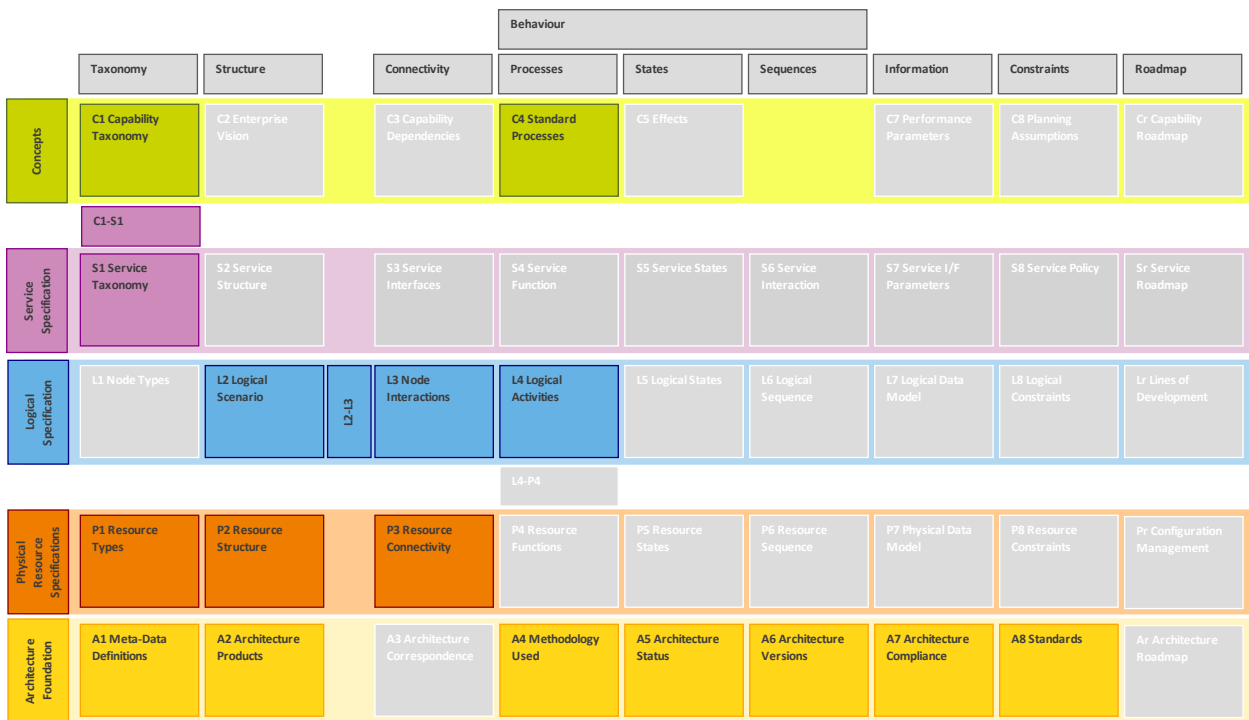 Behaviour
Taxonomy
Structure
Connectivity
Processes
States
Sequences
Information
Constraints
Roadmap
Concepts
C1 Capability
Taxonomy
C2 Enterprise
Vision
C3 Capability
Dependencies
C4 Standard
Processes
C5 Effects
C7 Performance
Parameters
C8 Planning
Assumptions
Cr Capability
Roadmap
C1-S1
Service
Specification
S1 Service
Taxonomy
S2 Service
Structure
S3 Service
Interfaces
S4 Service
Function
S5 Service States
S6 Service
Interaction
S7 Service I/F
Parameters
S8 Service Policy
Sr Service
Roadmap
Logical
Specification
L1 Node Types
L2 Logical
Scenario
L2-L3
L3 Node
Interactions
L4 Logical
Activities
L5 Logical States
L6 Logical
Sequence
L7 Logical Data
Model
L8 Logical
Constraints
Lr Lines of
Development
L4-P4
Physical
Resource
Specifications
P1 Resource
Types
P2 Resource
Structure
P3 Resource
Connectivity
P4 Resource
Functions
P5 Resource
States
P6 Resource
Sequence
P7 Physical Data
Model
P8 Resource
Constraints
Pr Configuration
Management
Architecture
Foundation
A1 Meta-Data
Definitions
A2 Architecture
Products
A3 Architecture
Correspondence
A4 Methodology
Used
A5 Architecture
Status
A6 Architecture
Versions
A7 Architecture
Compliance
A8 Standards
Ar Architecture
Roadmap